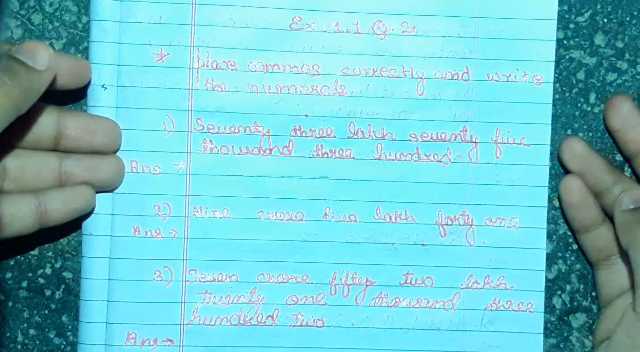 Ex. 1.1 Q. 2.
* Place commas correctly and write
the numerals.
1) Seventy three lakh seventy five
thousand three hundred.
Ans →
2) Nine crore five lakh forty one
Ans →
3) Seven crore fifty two lakh
twenty one thousand three
hundred two
Ans →